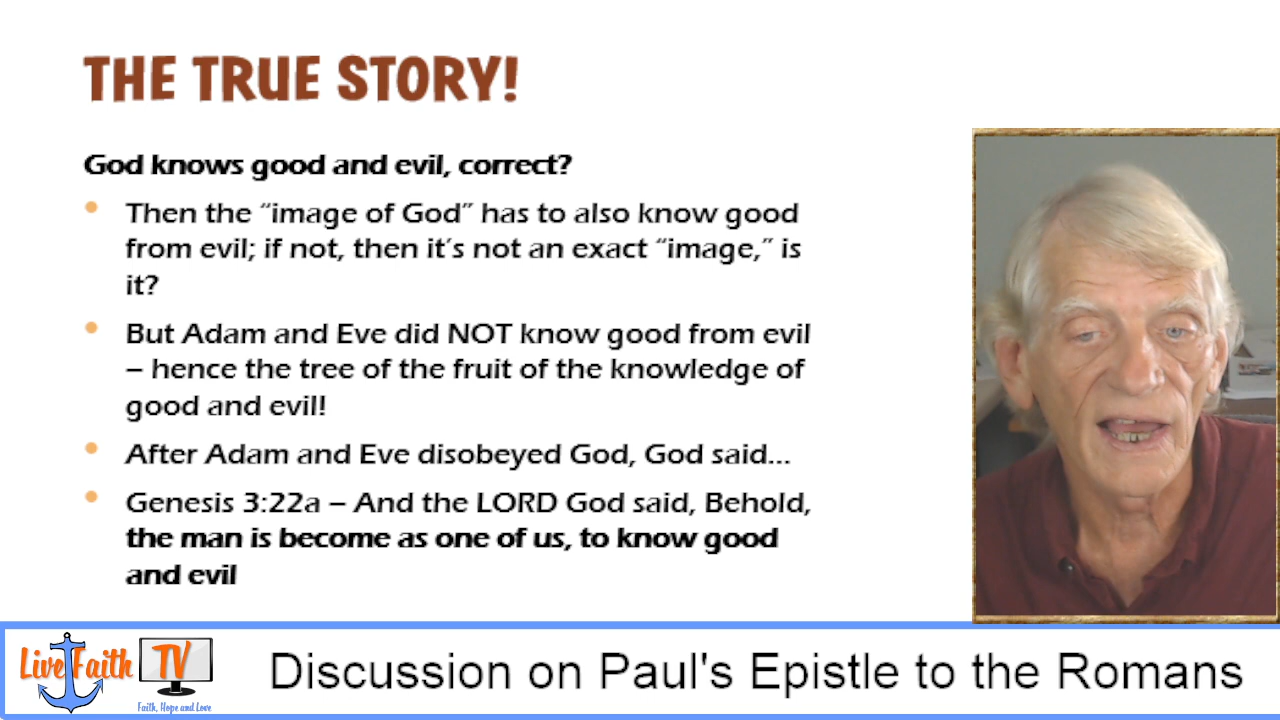 THE TRUE STORY!
God knows good and evil, correct?
• Then the “image of God” has to also know good
from evil; if not, then it’s not an exact “image,” is
it?
• But Adam and Eve did NOT know good from evil
– hence the tree of the fruit of the knowledge of
good and evil!
• After Adam and Eve disobeyed God, God said...
• Genesis 3:22a – And the LORD God said, Behold,
the man is become as one of us, to know good
and evil
Live Faith TV
Faith, Hope and Love
Discussion on Paul's Epistle to the Romans